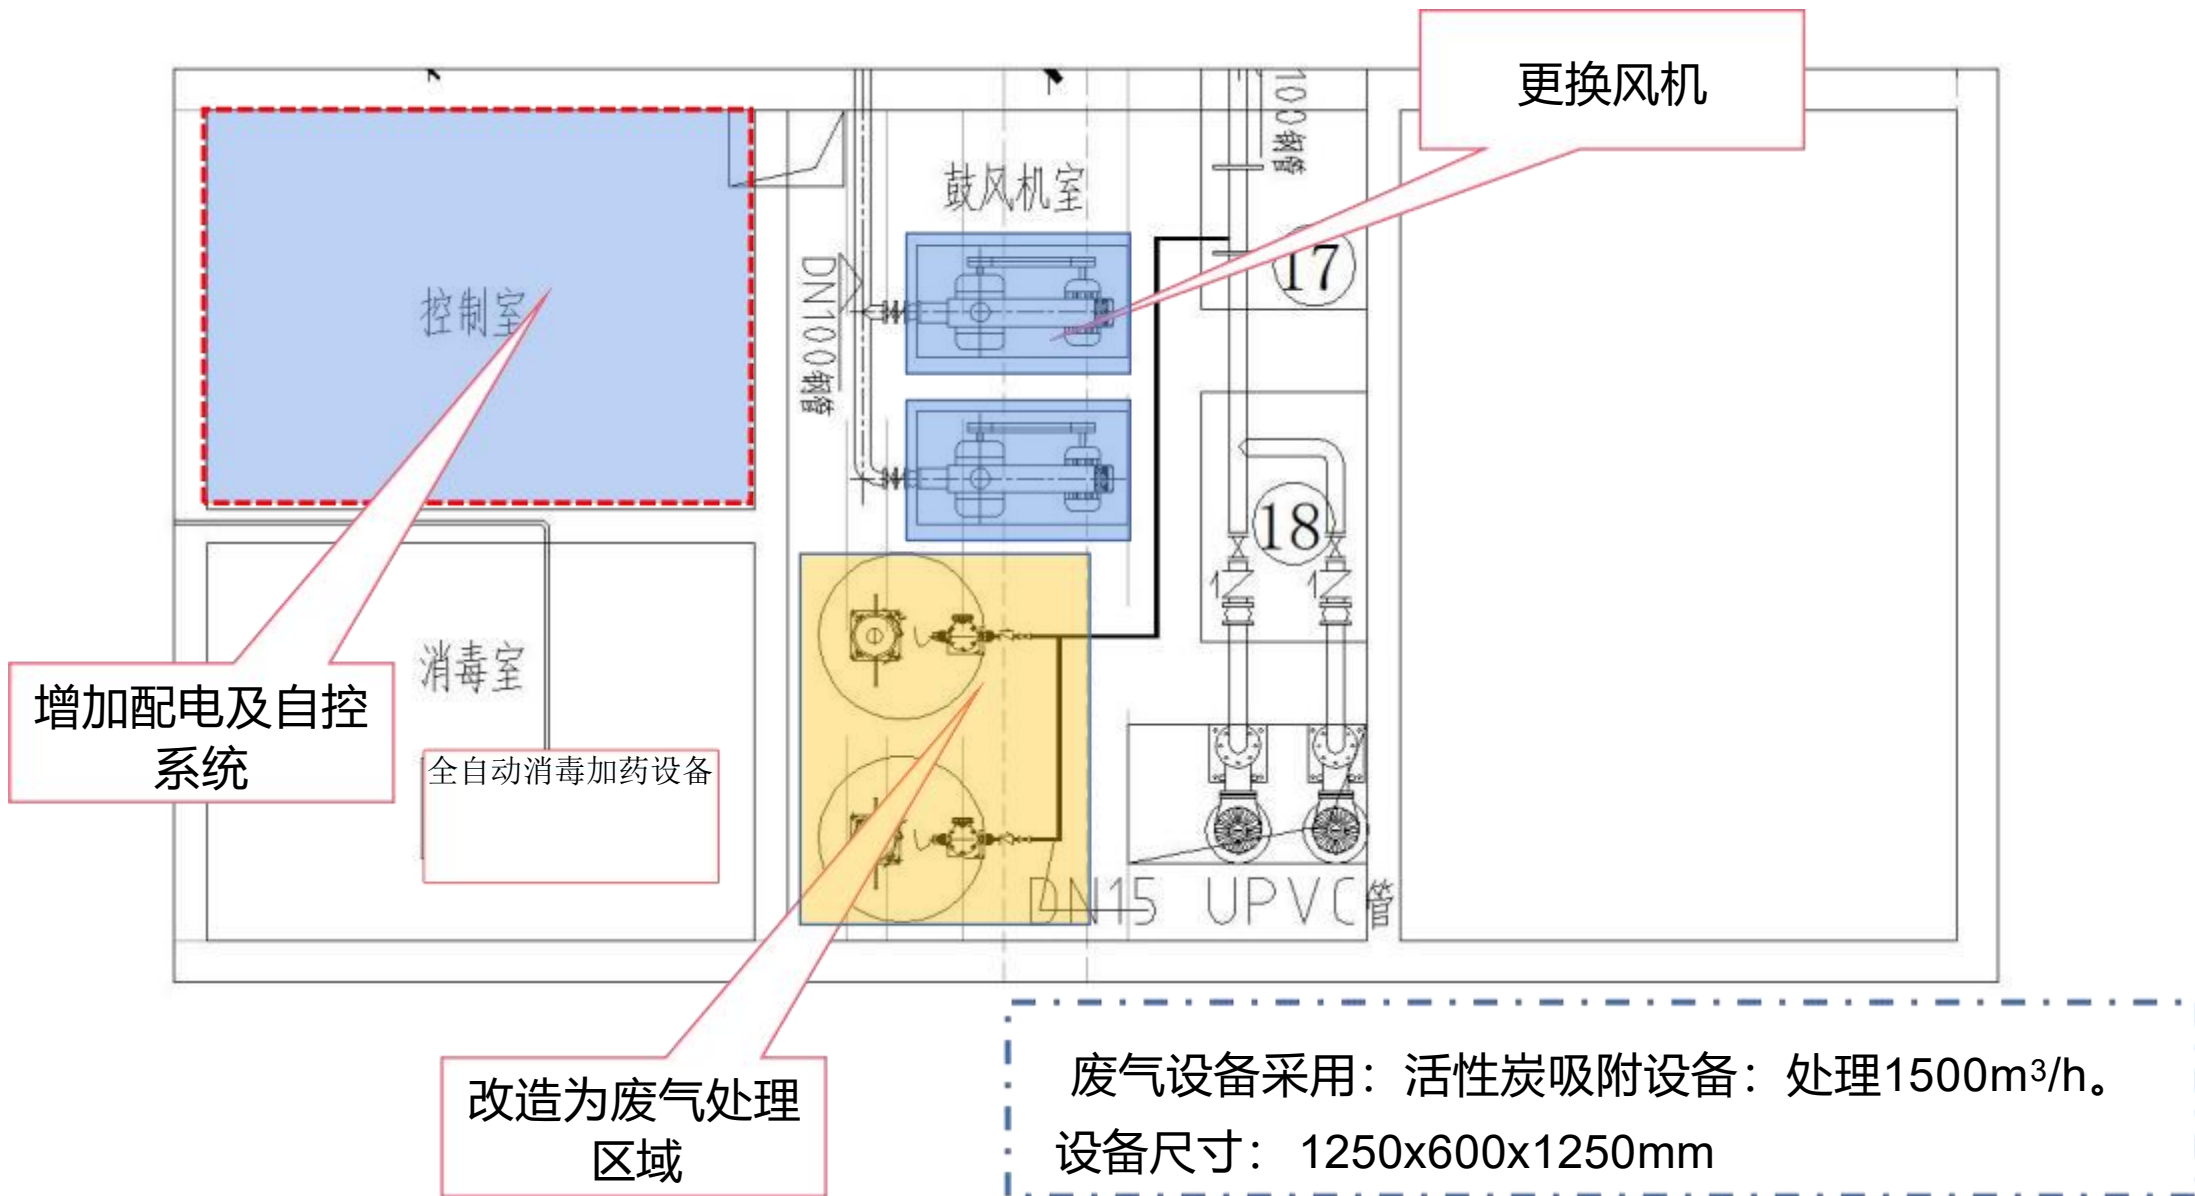 更换风机
100钢管
鼓风机室
17
控制室
DN100钢管
18
消毒室
增加配电及自控
系统
全自动消毒加药设备
DN15 UPVC管
改造为废气处理
区域
废气设备采用：活性炭吸附设备：处理1500m³/h。
设备尺寸： 1250x600x1250mm